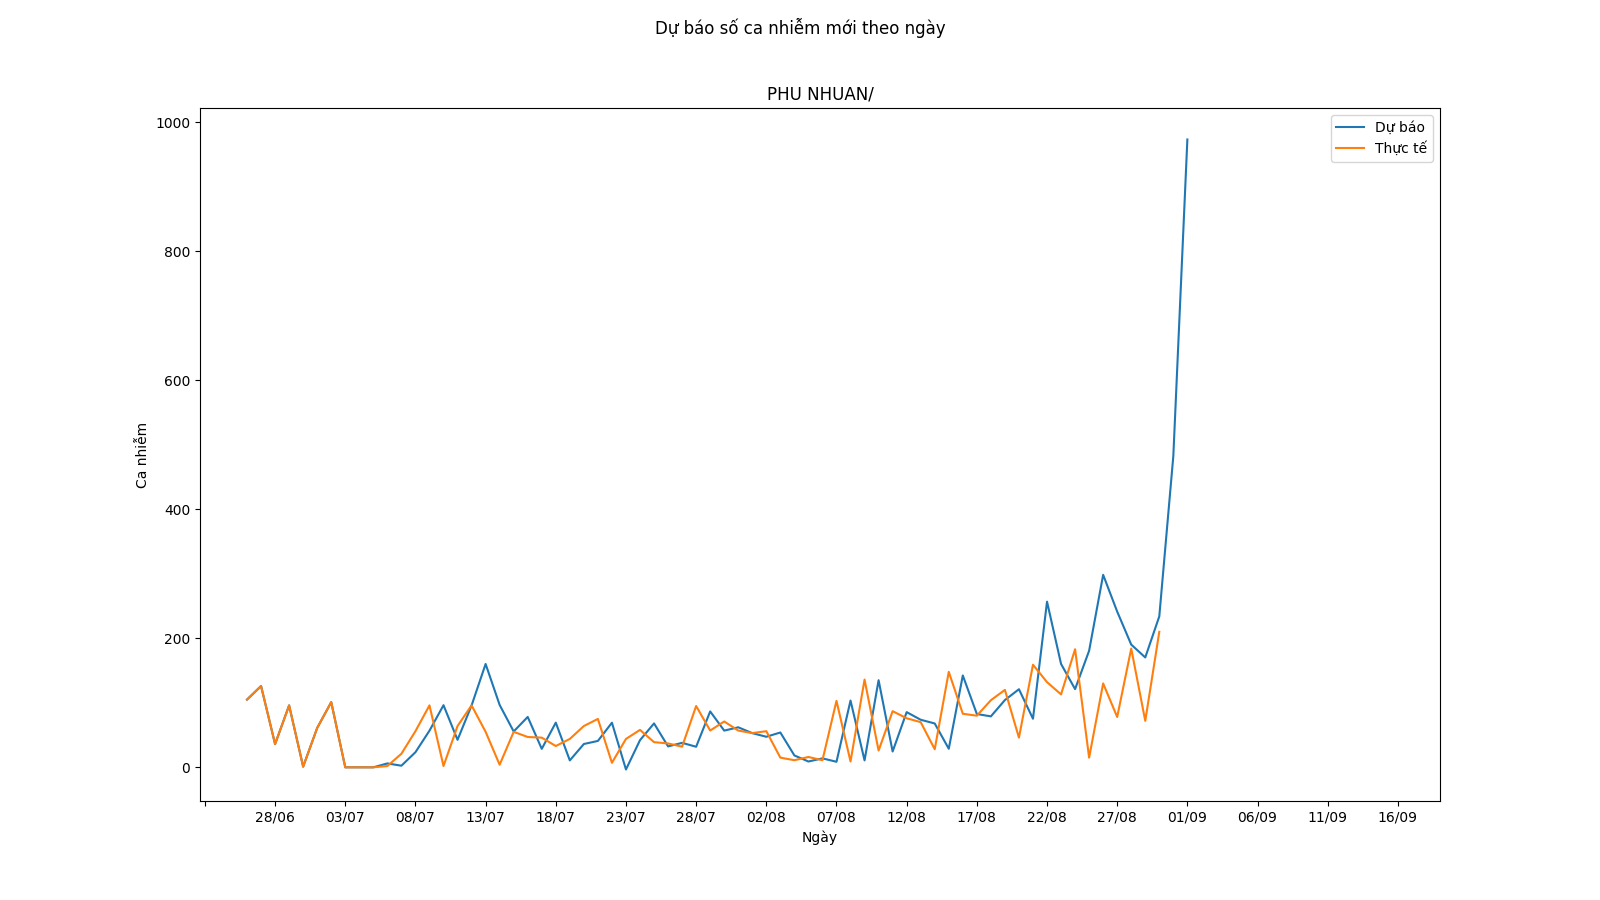 Dự báo số ca nhiễm mới theo ngày
PHU NHUAN/
1000
800
600
400
200
0
Ca nhiễm
Dự báo
Thực tế
28/06 03/07 08/07 13/07 18/07 23/07 28/07 02/08 07/08 12/08 17/08 22/08 27/08 01/09 06/09 11/09 16/09
Ngày